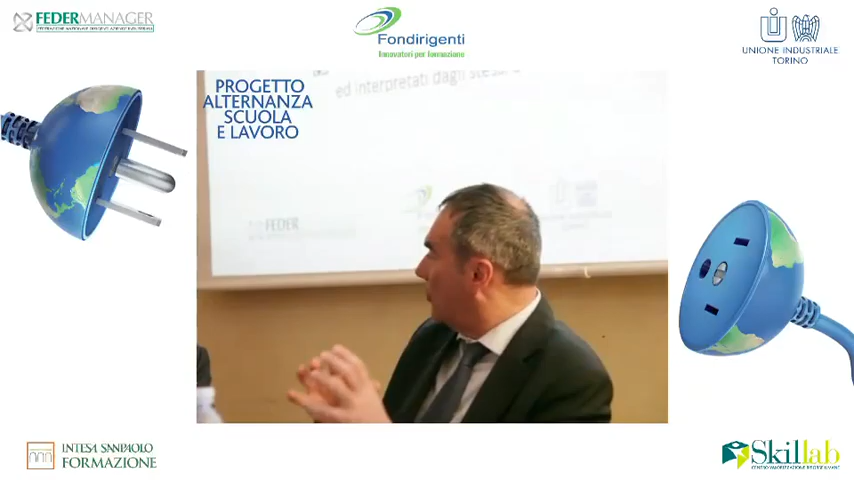 FEDERMANAGER
Fondirigenti
Innovatori per formazione
UNIONE INDUSTRIALE
TORINO
PROGETTO
ALTERNANZA
SCUOLA
E LAVORO
ed interpretati dagli stessi
FEDER
INTESA SANPAOLO
FORMAZIONE
Skillab